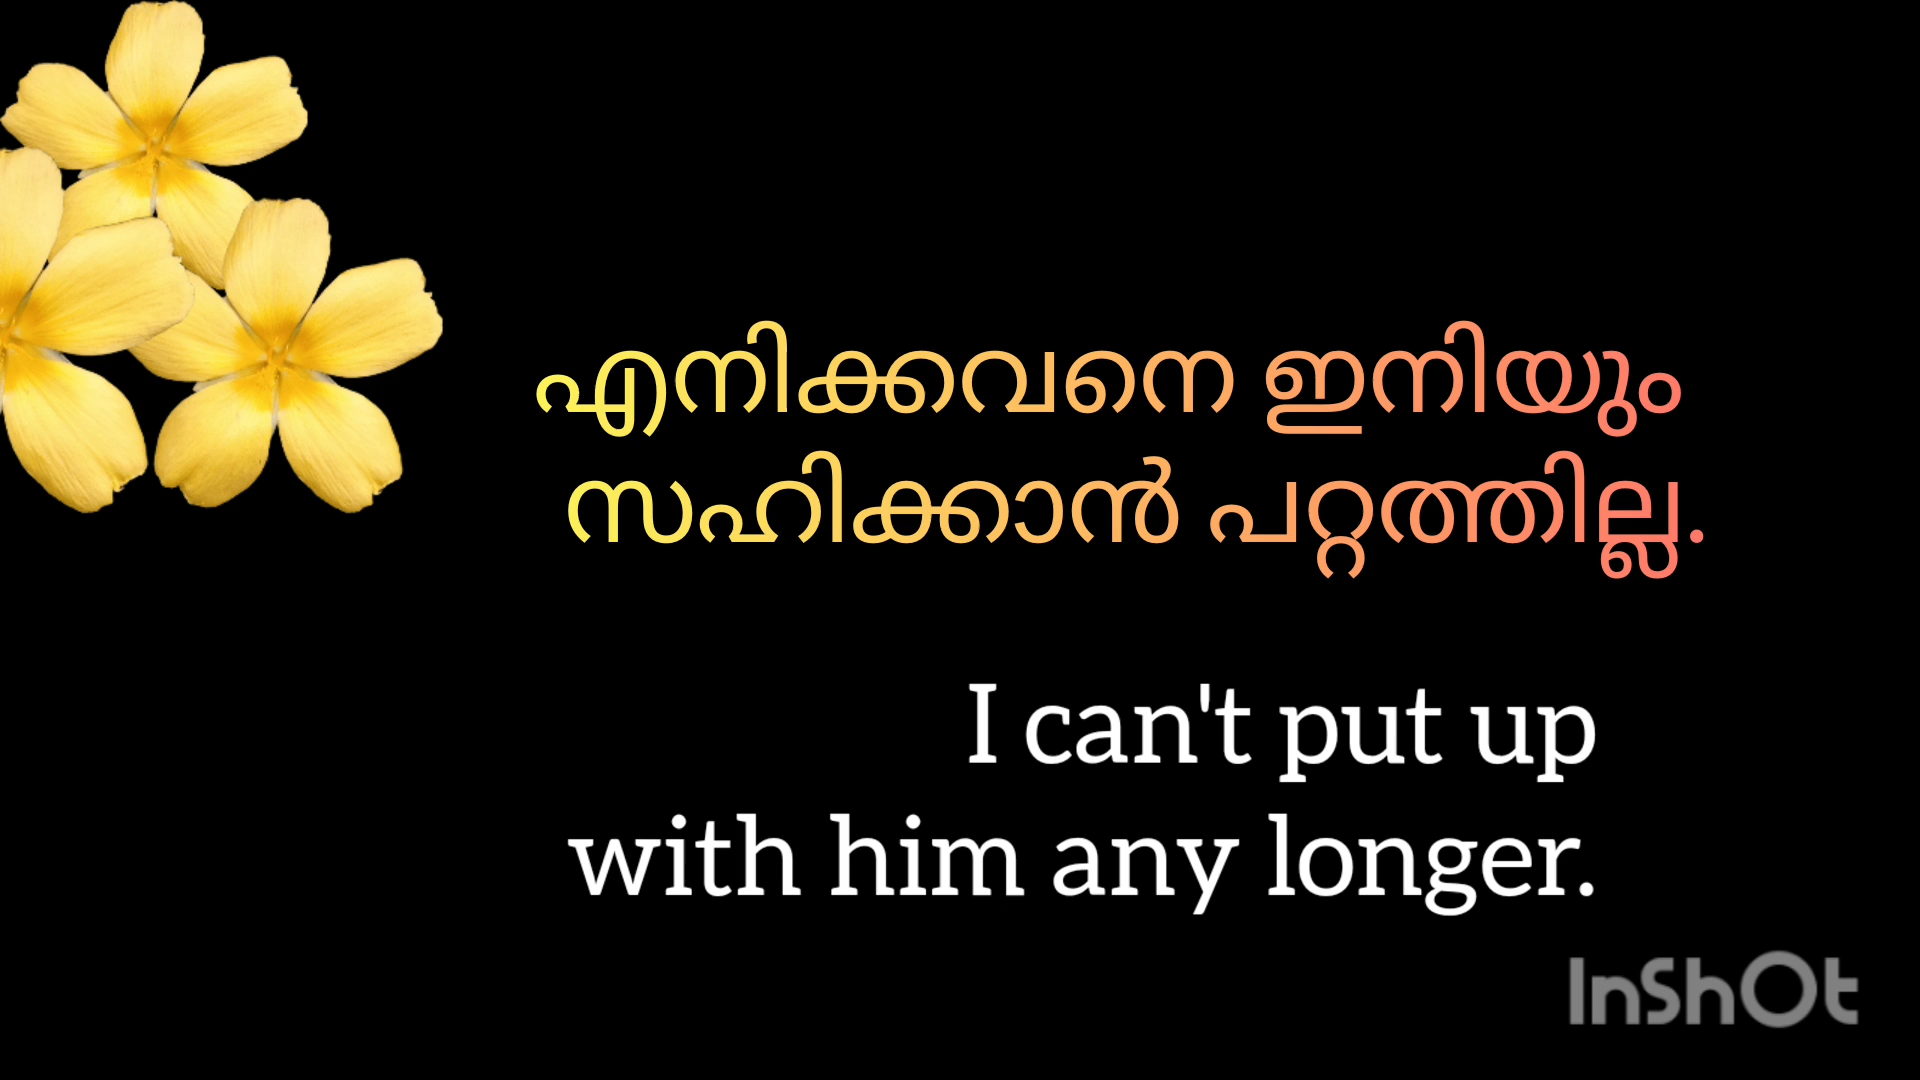 എനിക്കവനെ ഇനിയും
സഹിക്കാൻ പറ്റത്തില്ല.
I can't put up
with him any longer.
InShOt